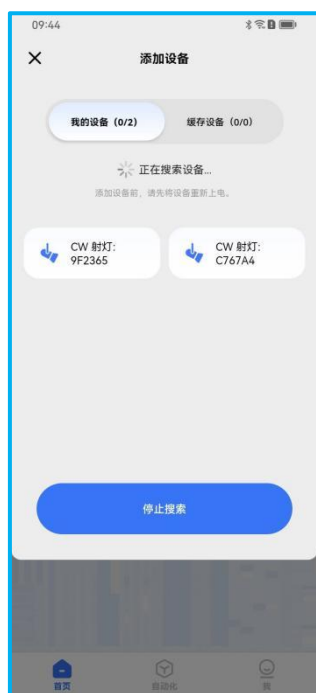 09:44
添加设备
我的设备（0/2） 缓存设备（0/0）
正在搜索设备...
添加设备前，请先将设备重新上电。
CW 射灯:
9F2365
CW 射灯:
C767A4
停止搜索
首页 自动化 我